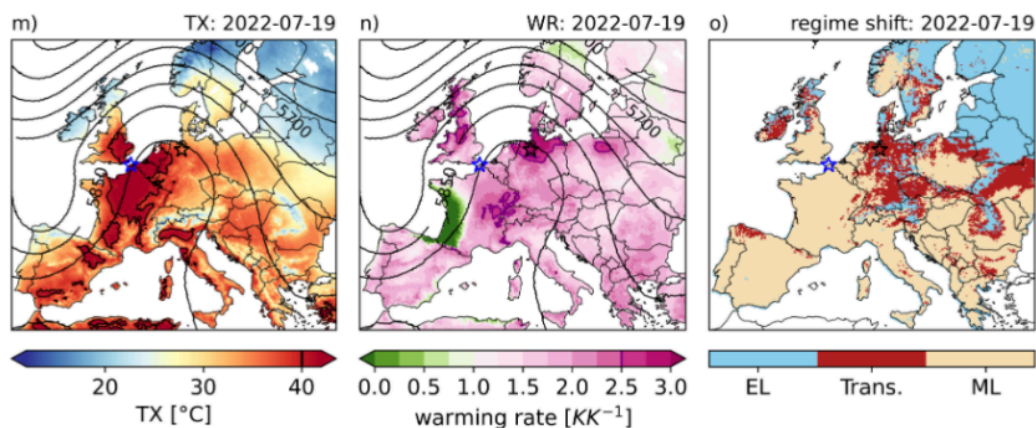 m) TX: 2022-07-19
n) WR: 2022-07-19
o) regime shift: 2022-07-19
5700
5850
5700
5850
20 30 40
TX [°C]
0.0 0.5 1.0 1.5 2.0 2.5 3.0
warming rate [KK⁻¹]
EL Trans. ML